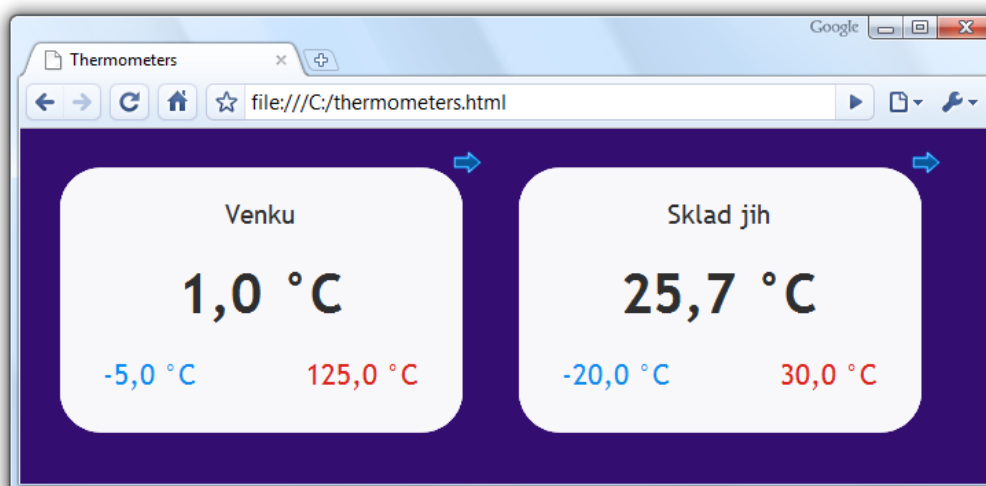 Google
Thermometers
file:///C:/thermometers.html
Venku
1,0 °C
-5,0 °C 125,0 °C
Sklad jih
25,7 °C
-20,0 °C 30,0 °C